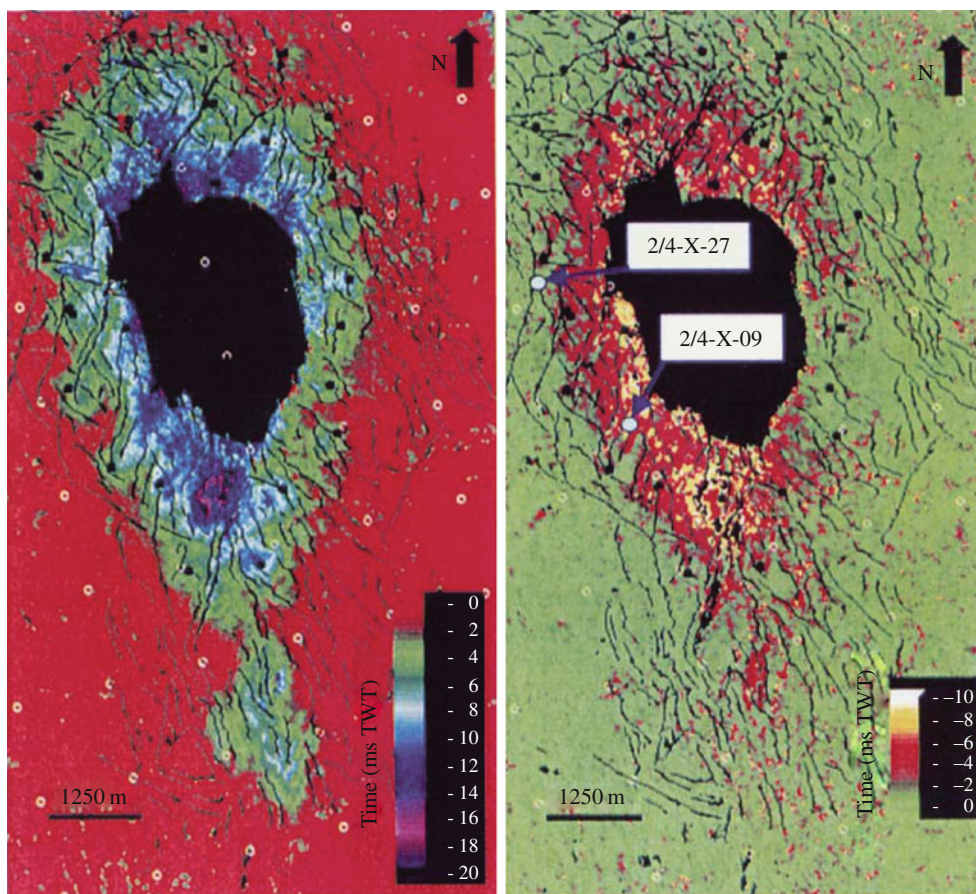 N
- 0
- 2
- 4
- 6
- 8
- 10
- 12
- 14
- 16
- 18
- 20
Time (ms TWT)
1250 m
N
2/4-X-27
2/4-X-09
- –10
–8
–6
–4
–2
- 0
Time (ms TWT)
1250 m